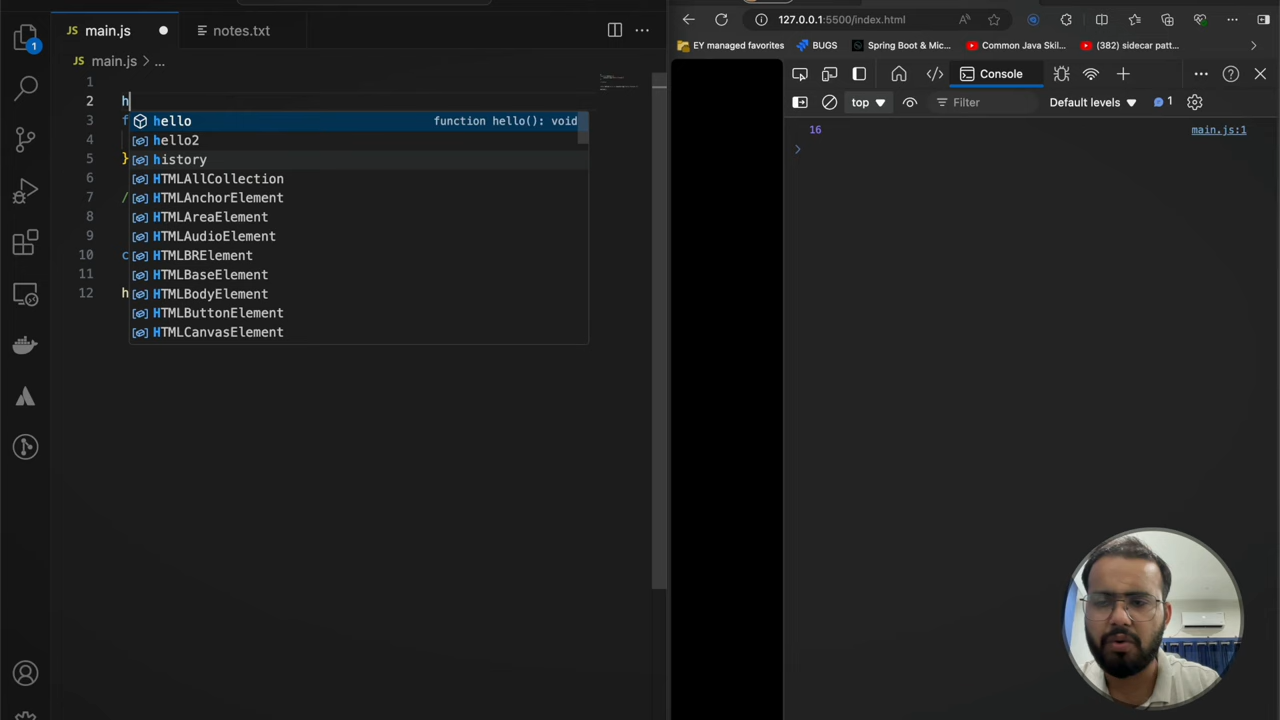 JS main.js
notes.txt
JS main.js > ...
1
2 h
3 f
4
5 }
6
7 /
8
9
10 c
11
12 h
hello function hello(): void
hello2
history
HTMLAllCollection
HTMLAnchorElement
HTMLAreaElement
HTMLAudioElement
HTMLBRElement
HTMLBaseElement
HTMLBodyElement
HTMLButtonElement
HTMLCanvasElement
1
127.0.0.1:5500/index.html
EY managed favorites
BUGS
Spring Boot & Mic...
Common Java Skil...
(382) sidecar patt...
Console
top
Filter
Default levels
1
16 main.js:1
>